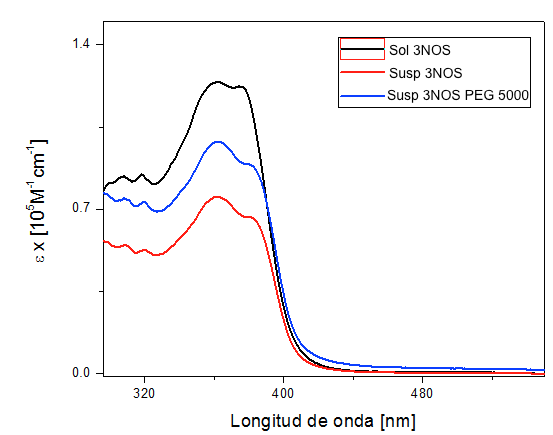 1.4
0.7
0.0
ε x [10⁵M⁻¹ cm⁻¹]
Sol 3NOS
Susp 3NOS
Susp 3NOS PEG 5000
320 400 480
Longitud de onda [nm]